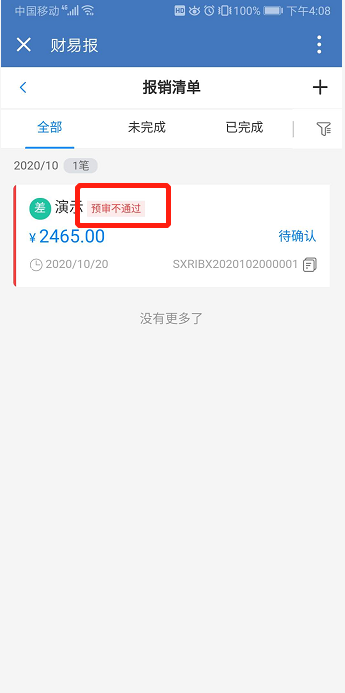 中国移动 4G HD 100% 下午4:08
财易报
报销清单
全部 未完成 已完成
2020/10 1笔
差 演示 预审不通过
¥2465.00 待确认
2020/10/20 SXRIBX2020102000001
没有更多了